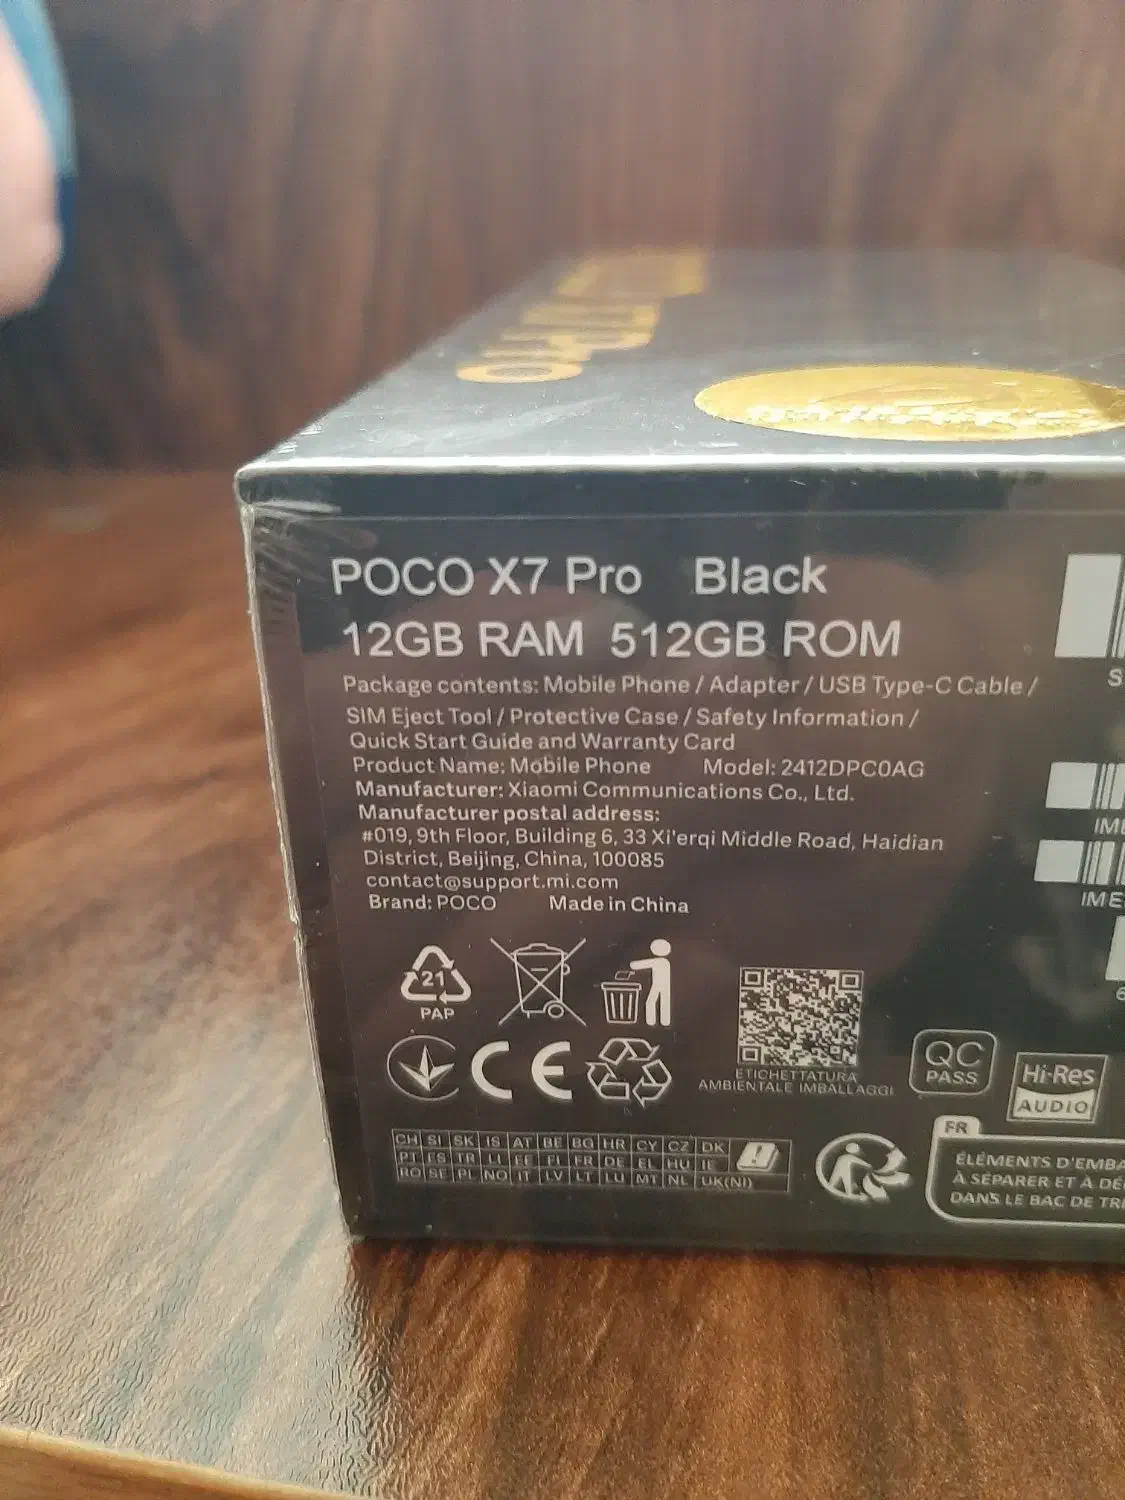 POCO X7 Pro Black
12GB RAM 512GB ROM
Package contents: Mobile Phone / Adapter / USB Type-C Cable /
SIM Eject Tool / Protective Case / Safety Information /
Quick Start Guide and Warranty Card
Product Name: Mobile Phone Model: 2412DPC0AG
Manufacturer: Xiaomi Communications Co., Ltd.
Manufacturer postal address:
#019, 9th Floor, Building 6, 33 Xi'erqi Middle Road, Haidian
District, Beijing, China, 100085
contact@support.mi.com
Brand: POCO Made in China
21
PAP
CE
ETICHETTATURA
AMBIENTALE IMBALLAGGI
QC
PASS
Hi-Res
AUDIO
CH SI SK IS AT BE BG HR CY CZ DK
PT ES TR LI EE FI FR DE EL HU IE
RO SE PL NO IT LV LT LU MT NL UK(NI)
FR
ÉLÉMENTS D'EMBA
À SÉPARER ET À DÉ
DANS LE BAC DE TR